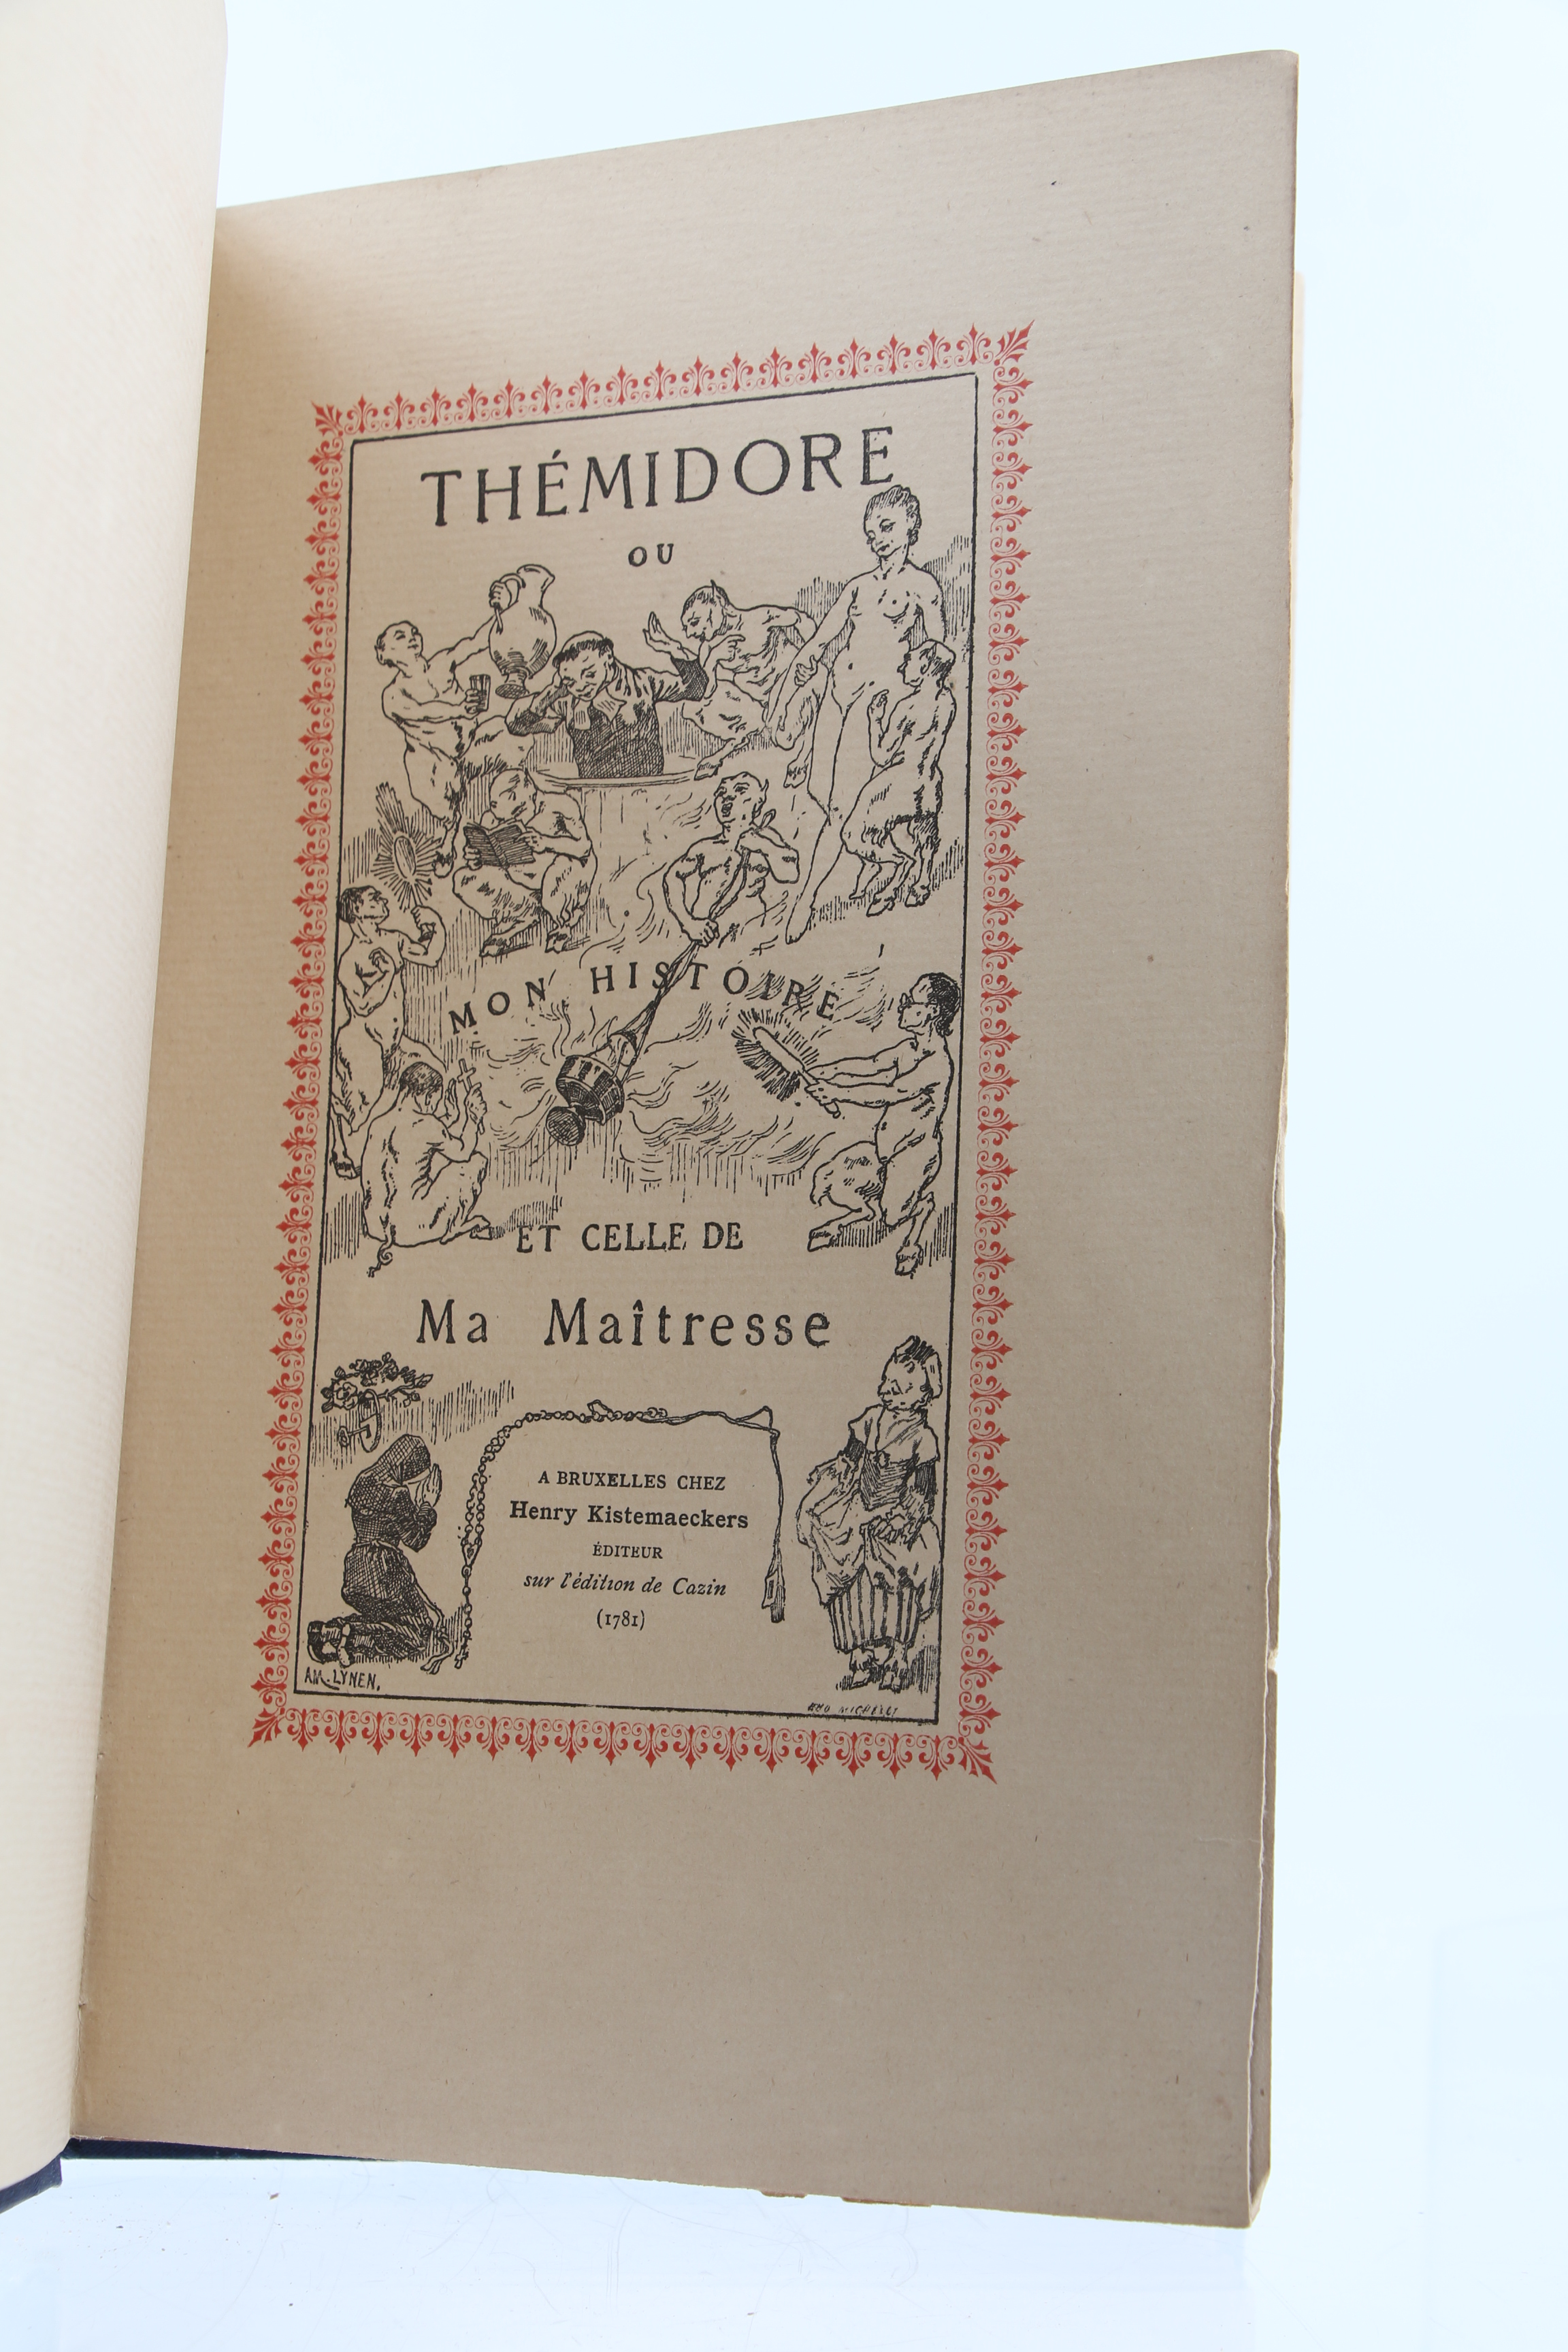 THÉMIDORE
OU
MON HISTOIRE
ET CELLE DE
Ma Maîtresse
A BRUXELLES CHEZ
Henry Kistemaeckers
ÉDITEUR
sur l'édition de Cazin
(1781)
AM. LYNEN.